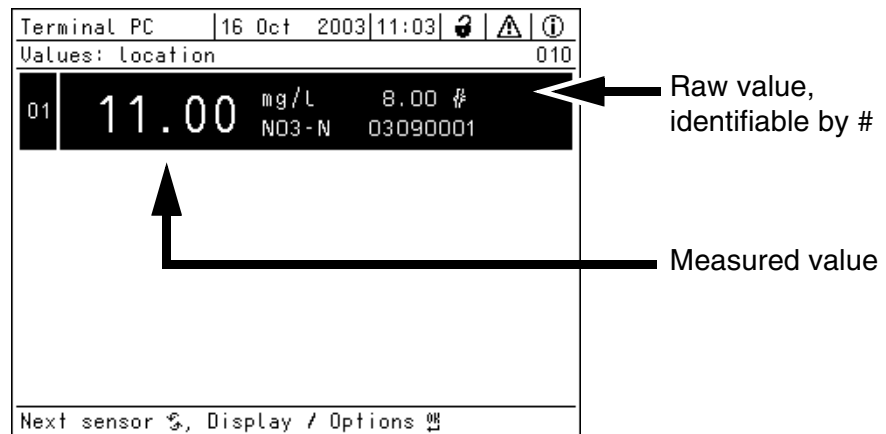 Terminal PC 16 Oct 2003 11:03
Values: location 010
01 11.00 mg/L 8.00 #
NO3-N 03090001
Raw value,
identifiable by #
Measured value
Next sensor , Display / Options OK